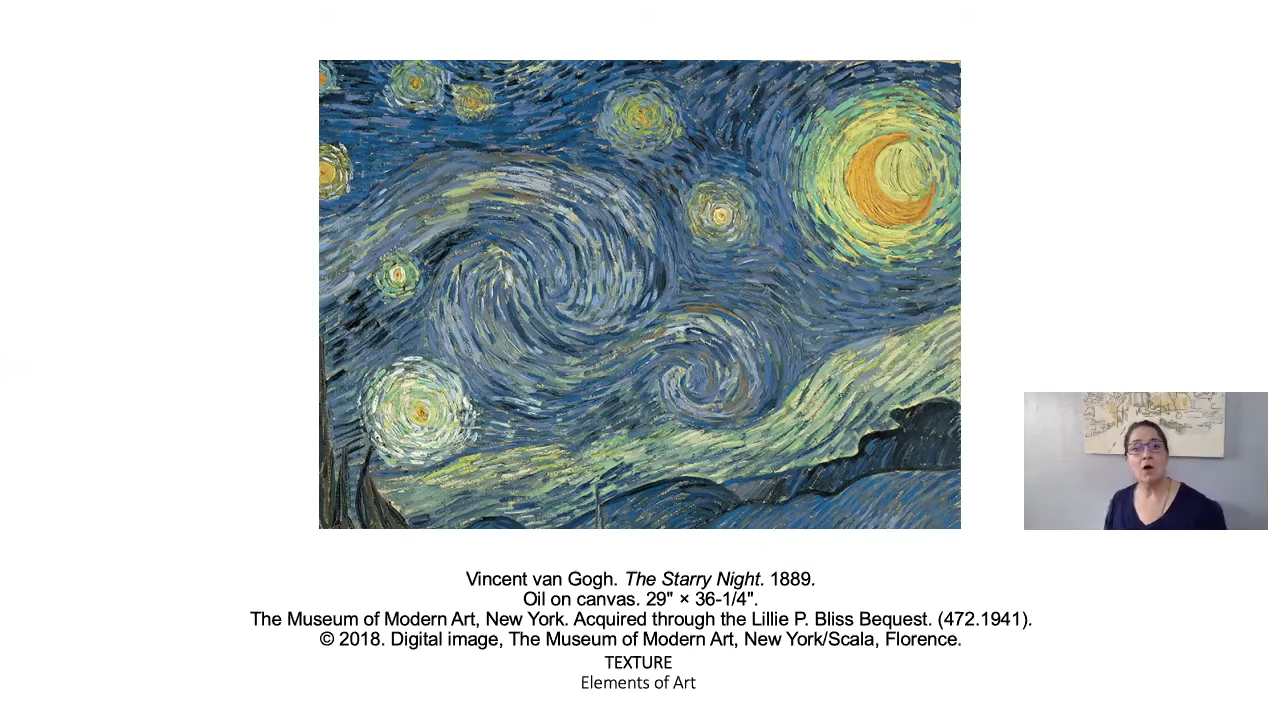 Vincent van Gogh. The Starry Night. 1889.
Oil on canvas. 29" × 36-1/4".
The Museum of Modern Art, New York. Acquired through the Lillie P. Bliss Bequest. (472.1941).
© 2018. Digital image, The Museum of Modern Art, New York/Scala, Florence.
TEXTURE
Elements of Art